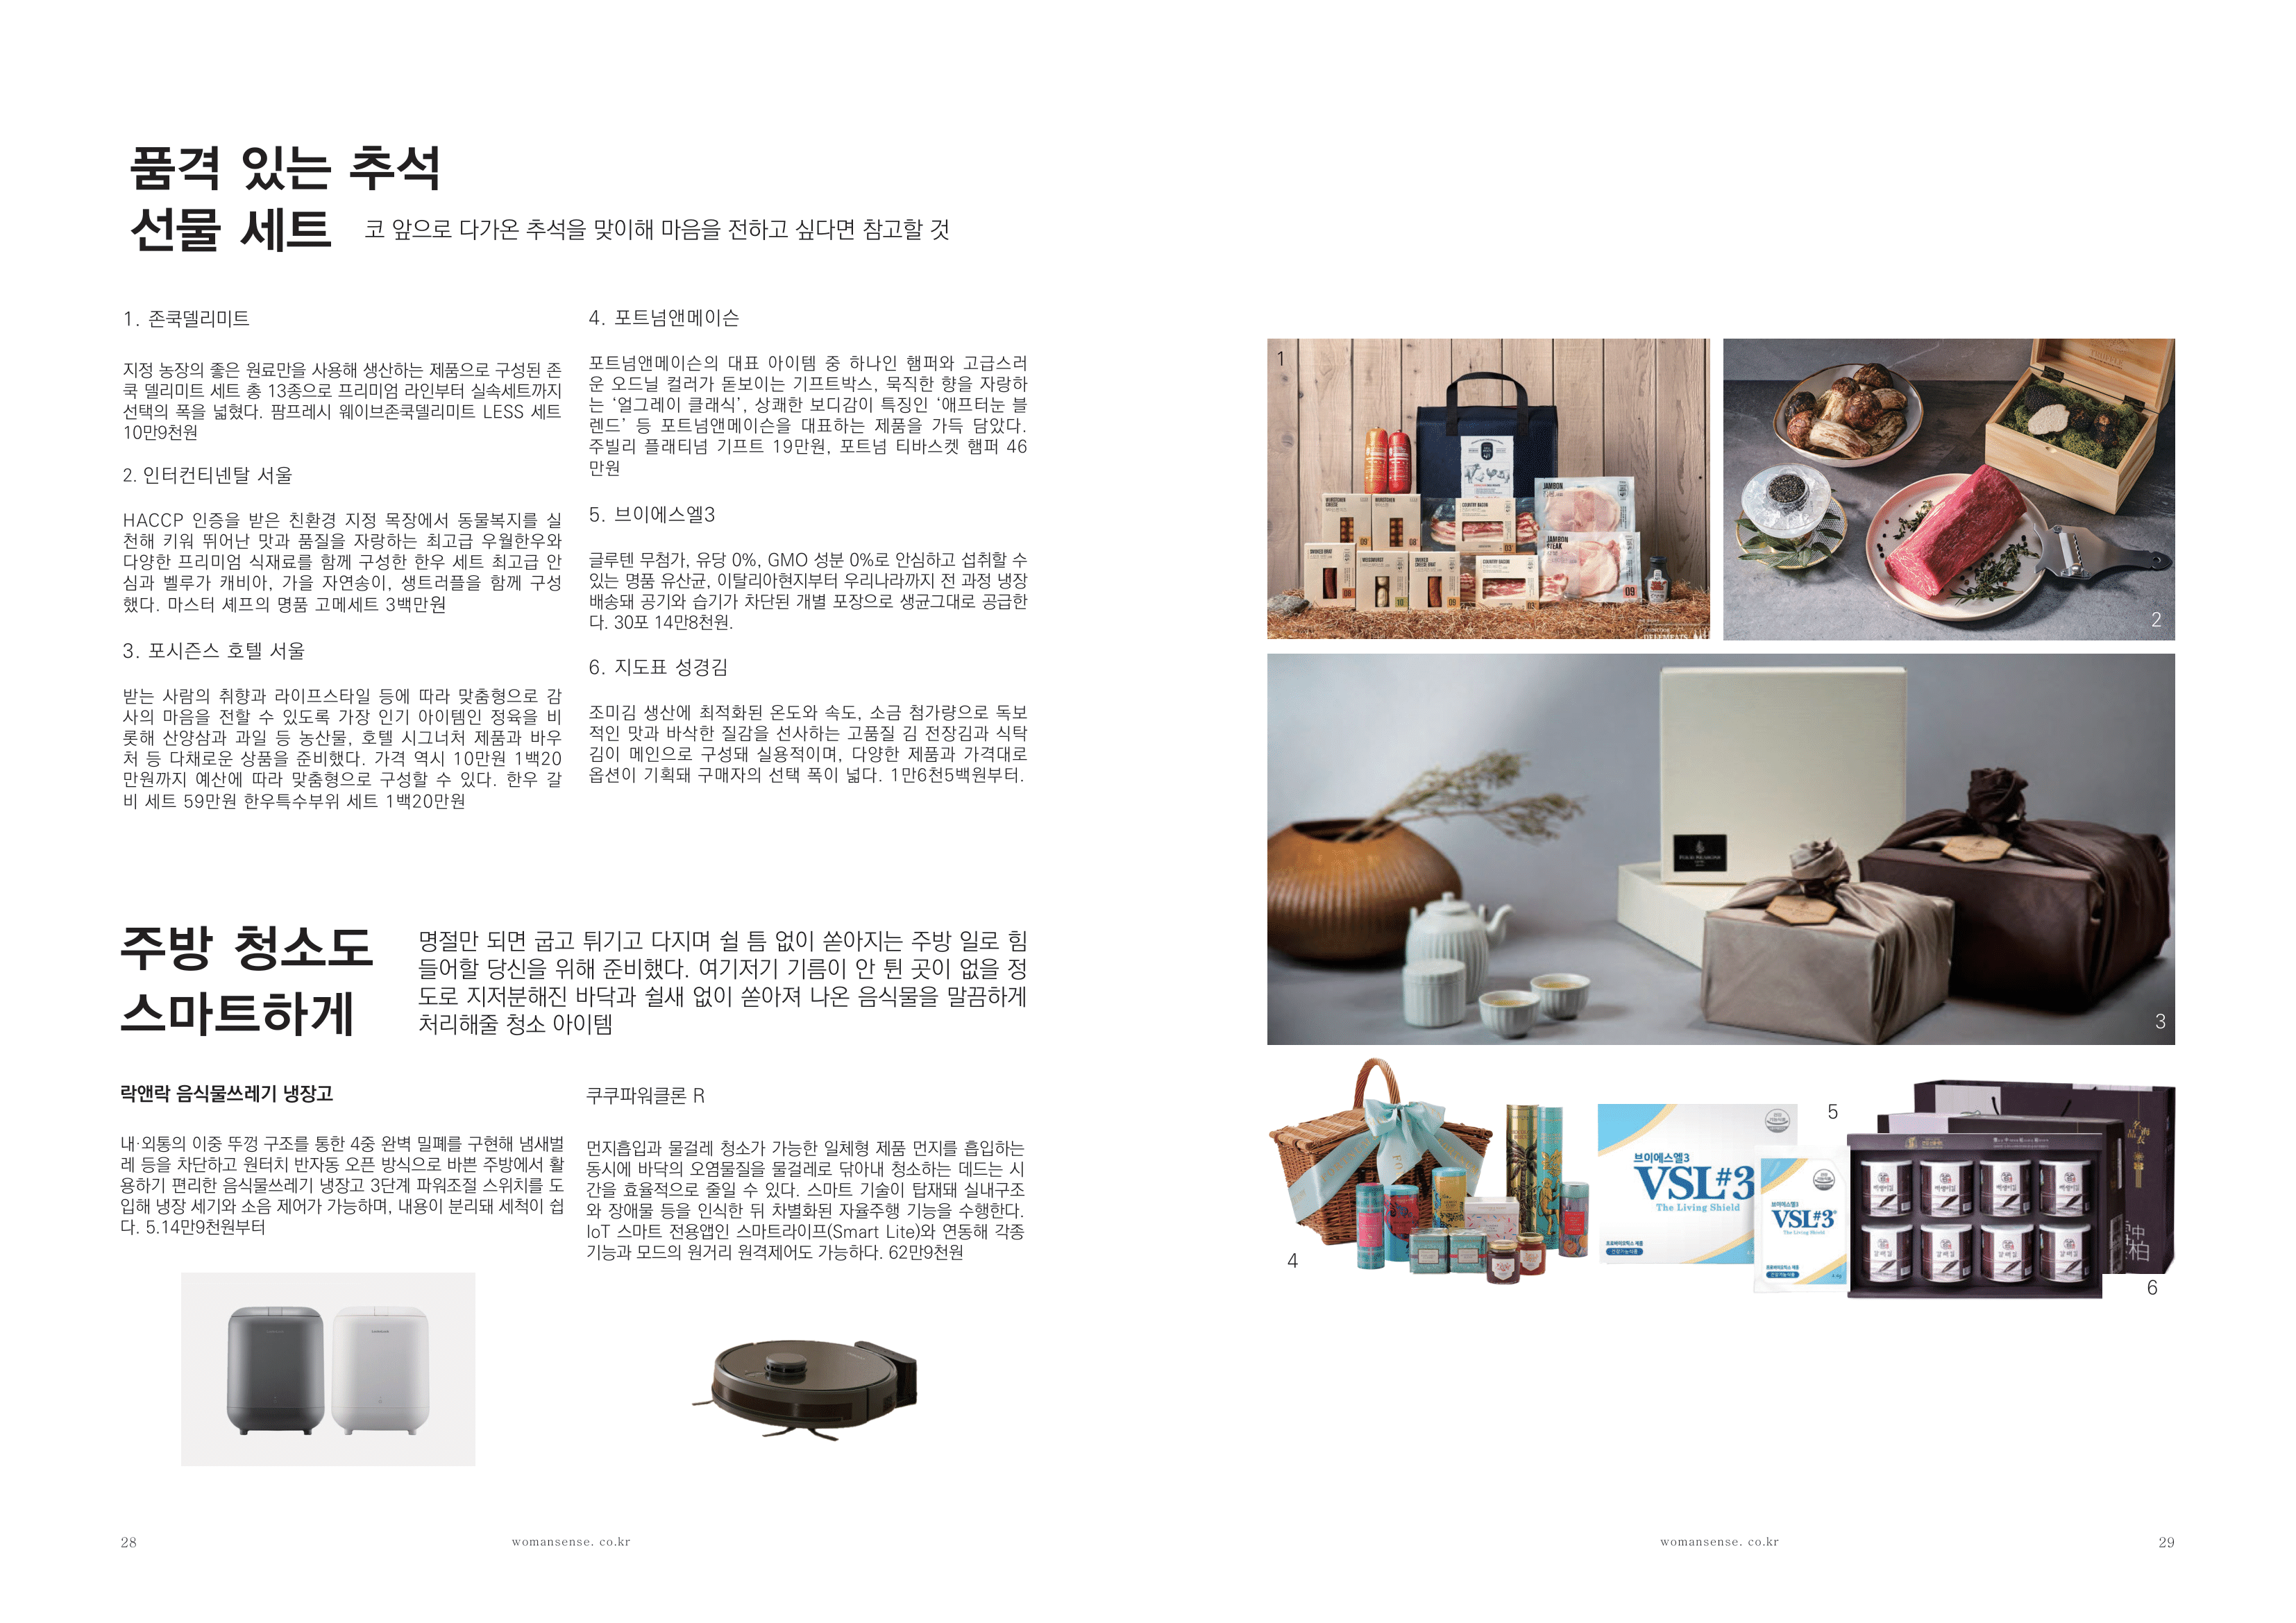 품격 있는 추석
선물 세트
코 앞으로 다가온 추석을 맞이해 마음을 전하고 싶다면 참고할 것
1. 존쿡델리미트
지정 농장의 좋은 원료만을 사용해 생산하는 제품으로 구성된 존
쿡 델리미트 세트 총 13종으로 프리미엄 라인부터 실속세트까지
선택의 폭을 넓혔다. 팜프레시 웨이브존쿡델리미트 LESS 세트
10만9천원
2. 인터컨티넨탈 서울
HACCP 인증을 받은 친환경 지정 목장에서 동물복지를 실
천해 키워 뛰어난 맛과 품질을 자랑하는 최고급 우월한우와
다양한 프리미엄 식재료를 함께 구성한 한우 세트 최고급 안
심과 벨루가 캐비아, 가을 자연송이, 생트러플을 함께 구성
했다. 마스터 셰프의 명품 고메세트 3백만원
3. 포시즌스 호텔 서울
받는 사람의 취향과 라이프스타일 등에 따라 맞춤형으로 감
사의 마음을 전할 수 있도록 가장 인기 아이템인 정육을 비
롯해 산양삼과 과일 등 농산물, 호텔 시그너처 제품과 바우
처 등 다채로운 상품을 준비했다. 가격 역시 10만원 1백20
만원까지 예산에 따라 맞춤형으로 구성할 수 있다. 한우 갈
비 세트 59만원 한우특수부위 세트 1백20만원
4. 포트넘앤메이슨
포트넘앤메이슨의 대표 아이템 중 하나인 햄퍼와 고급스러
운 오드닐 컬러가 돋보이는 기프트박스, 묵직한 향을 자랑하
는 ‘얼그레이 클래식’, 상쾌한 보디감이 특징인 ‘애프터눈 블
렌드’ 등 포트넘앤메이슨을 대표하는 제품을 가득 담았다.
주빌리 플래티넘 기프트 19만원, 포트넘 티바스켓 햄퍼 46
만원
5. 브이에스엘3
글루텐 무첨가, 유당 0%, GMO 성분 0%로 안심하고 섭취할 수
있는 명품 유산균, 이탈리아현지부터 우리나라까지 전 과정 냉장
배송돼 공기와 습기가 차단된 개별 포장으로 생균그대로 공급한
다. 30포 14만8천원.
6. 지도표 성경김
조미김 생산에 최적화된 온도와 속도, 소금 첨가량으로 독보
적인 맛과 바삭한 질감을 선사하는 고품질 김 전장김과 식탁
김이 메인으로 구성돼 실용적이며, 다양한 제품과 가격대로
옵션이 기획돼 구매자의 선택 폭이 넓다. 1만6천5백원부터.
주방 청소도
스마트하게
명절만 되면 굽고 튀기고 다지며 쉴 틈 없이 쏟아지는 주방 일로 힘
들어할 당신을 위해 준비했다. 여기저기 기름이 안 튄 곳이 없을 정
도로 지저분해진 바닥과 쉴새 없이 쏟아져 나온 음식물을 말끔하게
처리해줄 청소 아이템
락앤락 음식물쓰레기 냉장고
내·외통의 이중 뚜껑 구조를 통한 4중 완벽 밀폐를 구현해 냄새벌
레 등을 차단하고 원터치 반자동 오픈 방식으로 바쁜 주방에서 활
용하기 편리한 음식물쓰레기 냉장고 3단계 파워조절 스위치를 도
입해 냉장 세기와 소음 제어가 가능하며, 내용이 분리돼 세척이 쉽
다. 5.14만9천원부터
쿠쿠파워클론 R
먼지흡입과 물걸레 청소가 가능한 일체형 제품 먼지를 흡입하는
동시에 바닥의 오염물질을 물걸레로 닦아내 청소하는 데드는 시
간을 효율적으로 줄일 수 있다. 스마트 기술이 탑재돼 실내구조
와 장애물 등을 인식한 뒤 차별화된 자율주행 기능을 수행한다.
IoT 스마트 전용앱인 스마트라이프(Smart Lite)와 연동해 각종
기능과 모드의 원거리 원격제어도 가능하다. 62만9천원
28
womansense. co.kr
1
JAMBON
COUNTRY BACON
JAMBON
STEAK
COUNTRY BACON
09
08
03
08
10
09
03
09
2
FOUR SEASONS
3
4
브이에스엘3
VSL#3
The Living Shield
건강기능식품
브이에스엘3
VSL#3
The Living Shield
건강기능식품
5
6
womansense. co.kr
29